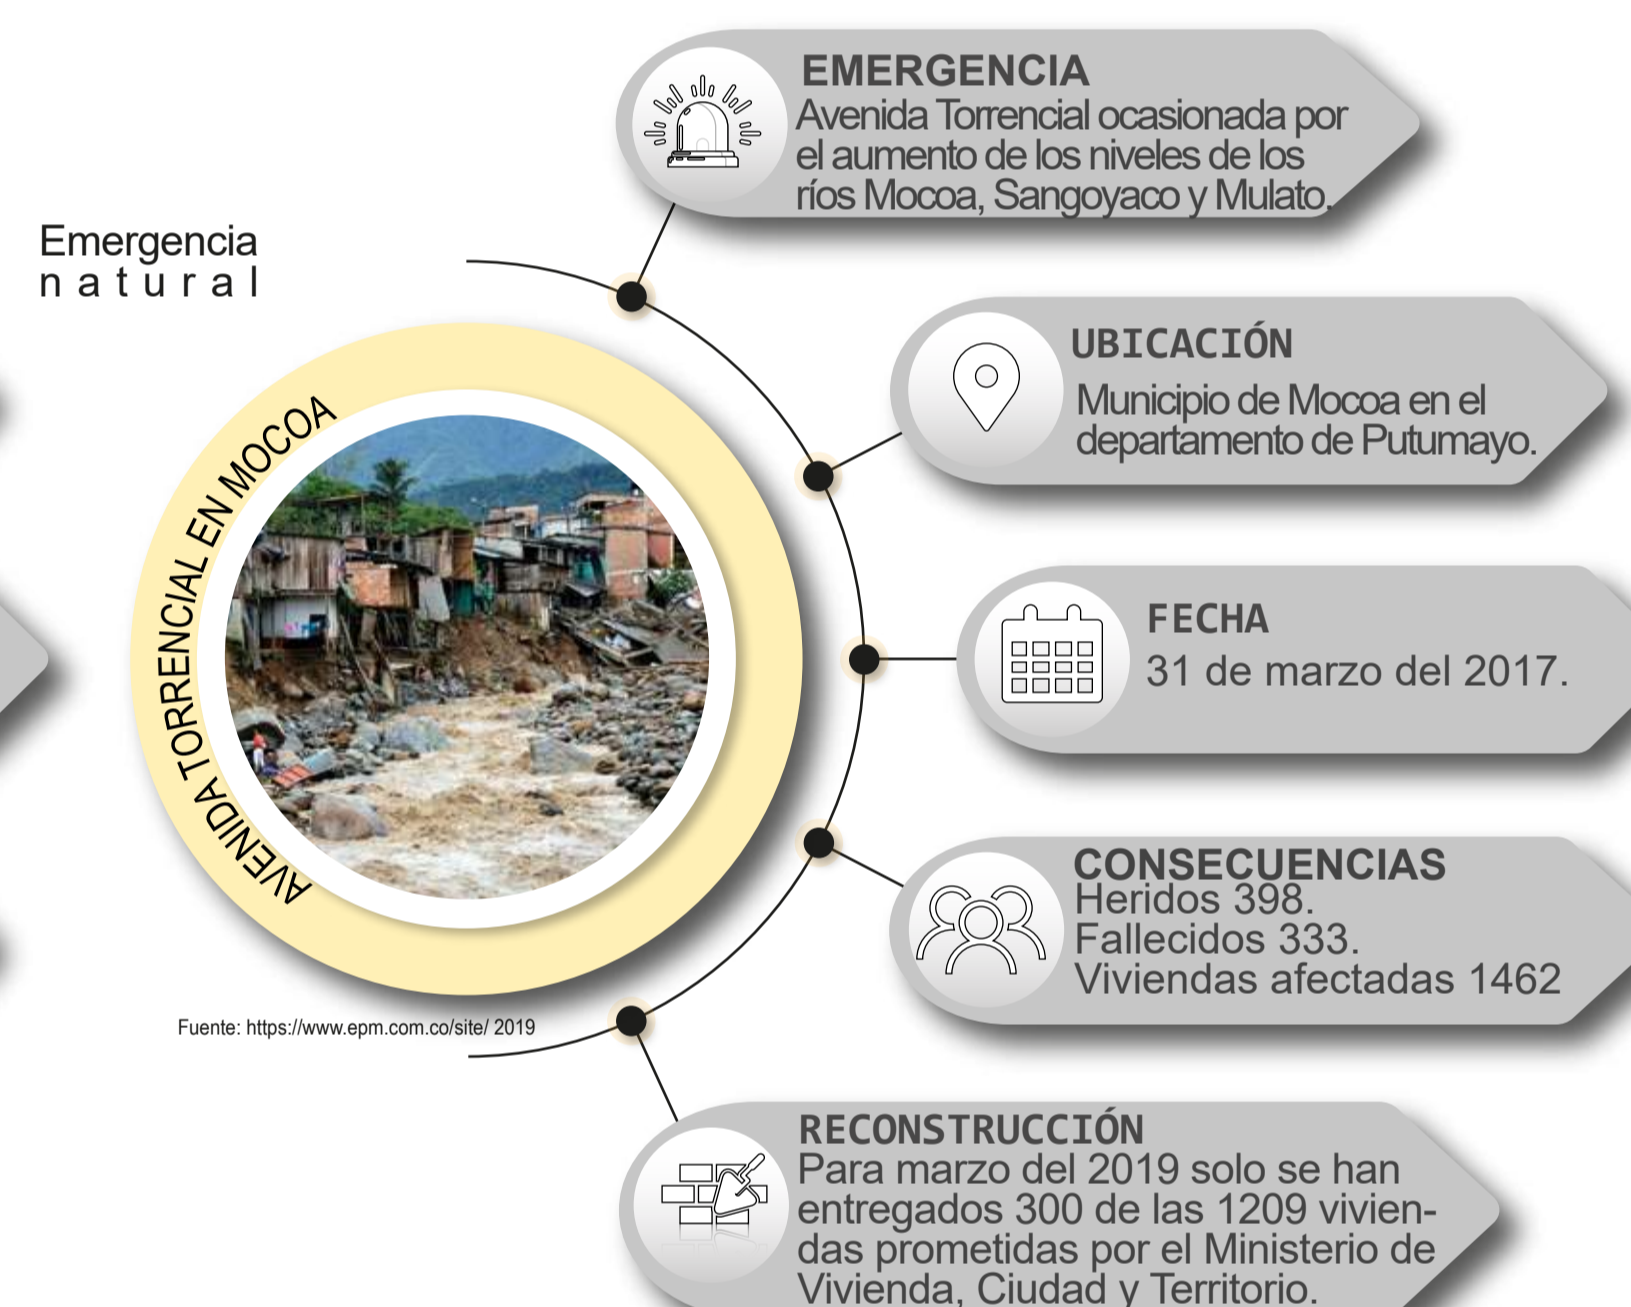 Emergencia
natural
AVENIDA TORRENCIAL EN MOCOA
Fuente: https://www.epm.com.co/site/ 2019
EMERGENCIA
Avenida Torrencial ocasionada por
el aumento de los niveles de los
ríos Mocoa, Sangoyaco y Mulato.
UBICACIÓN
Municipio de Mocoa en el
departamento de Putumayo.
FECHA
31 de marzo del 2017.
CONSECUENCIAS
Heridos 398.
Fallecidos 333.
Viviendas afectadas 1462
RECONSTRUCCIÓN
Para marzo del 2019 solo se han
entregados 300 de las 1209 vivien-
das prometidas por el Ministerio de
Vivienda, Ciudad y Territorio.